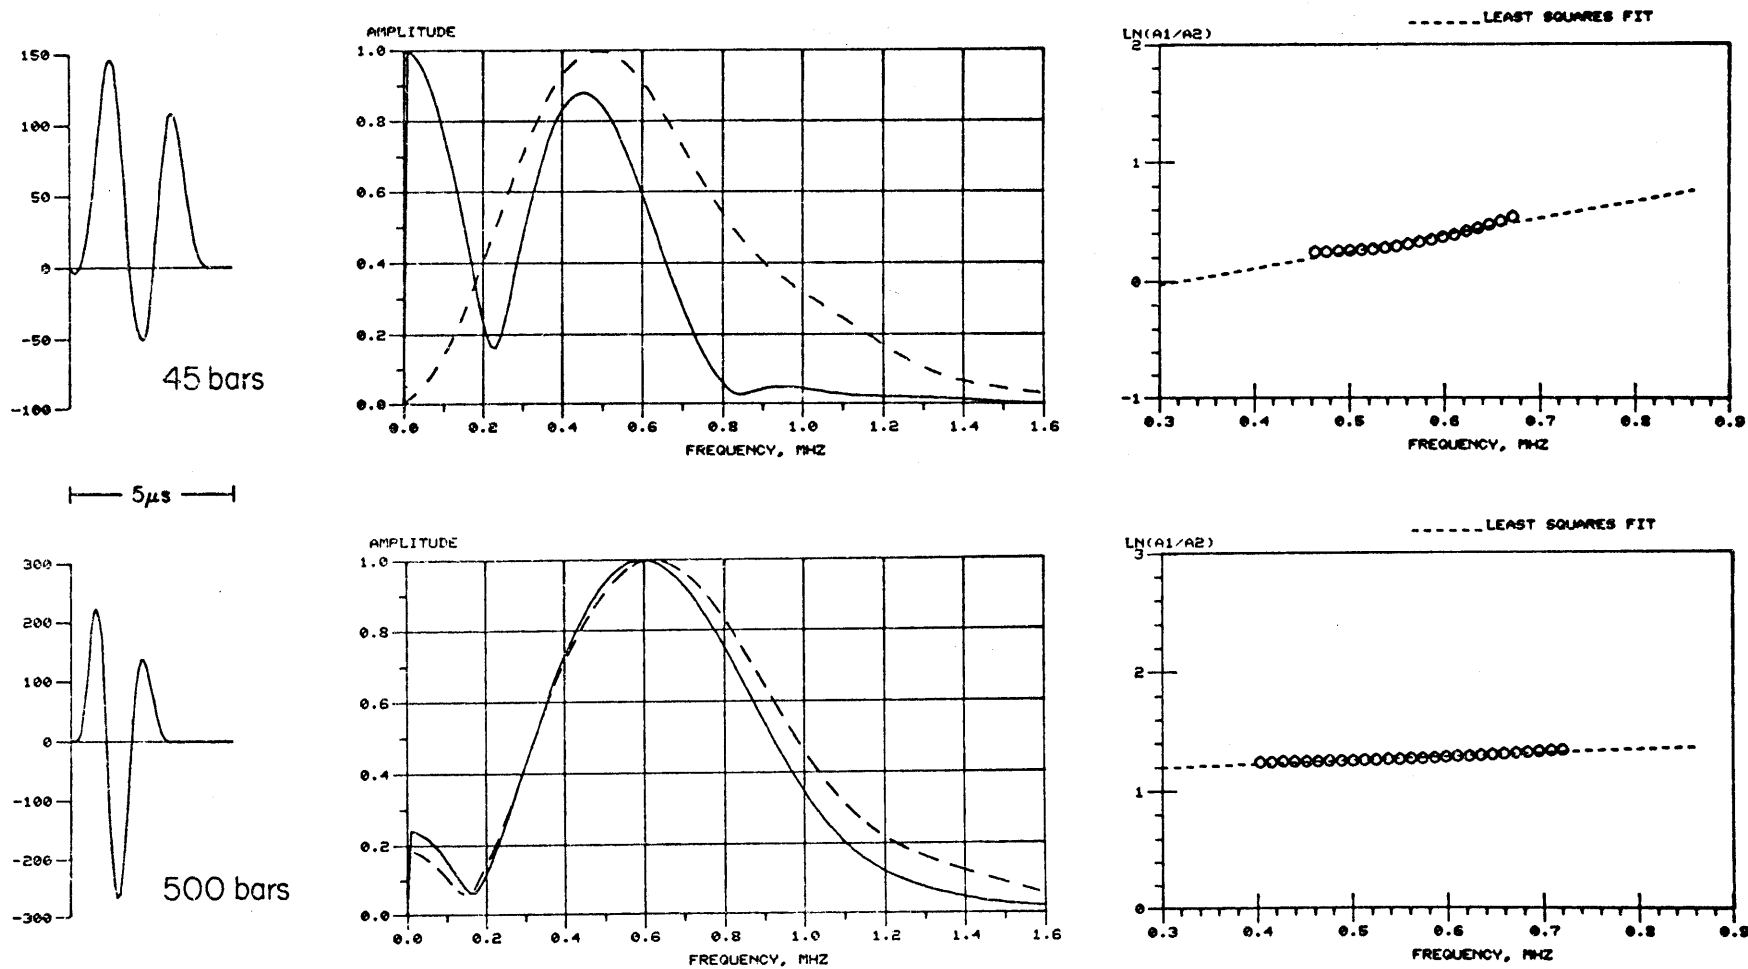 150
100
50
0
-50
-100
45 bars
AMPLITUDE
1.0
0.8
0.6
0.4
0.2
0.0
0.0 0.2 0.4 0.6 0.8 1.0 1.2 1.4 1.6
FREQUENCY, MHZ
LEAST SQUARES FIT
LN(A1/A2)
2
1
0
-1
0.3 0.4 0.5 0.6 0.7 0.8 0.9
FREQUENCY, MHZ
5μs
300
200
100
0
-100
-200
-300
500 bars
AMPLITUDE
1.0
0.8
0.6
0.4
0.2
0.0
0.0 0.2 0.4 0.6 0.8 1.0 1.2 1.4 1.6
FREQUENCY, MHZ
LEAST SQUARES FIT
LN(A1/A2)
3
2
1
0
0.3 0.4 0.5 0.6 0.7 0.8 0.9
FREQUENCY, MHZ